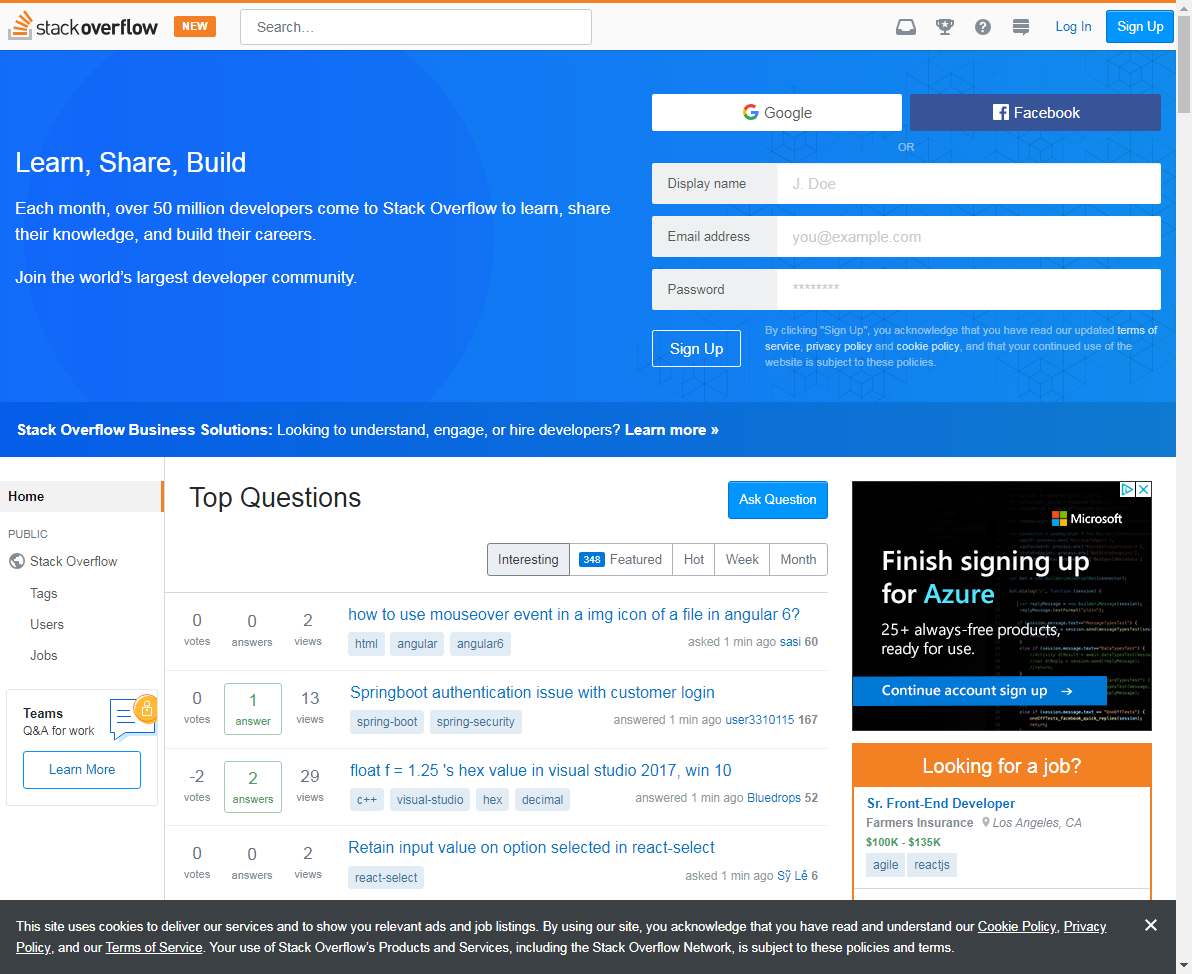 stackoverflow NEW Search... Log In Sign Up
Google Facebook
OR
Learn, Share, Build
Each month, over 50 million developers come to Stack Overflow to learn, share
their knowledge, and build their careers.
Join the world's largest developer community.
Display name J. Doe
Email address you@example.com
Password ********
Sign Up
By clicking "Sign Up", you acknowledge that you have read our updated terms of
service, privacy policy and cookie policy, and that your continued use of the
website is subject to these policies.
Stack Overflow Business Solutions: Looking to understand, engage, or hire developers? Learn more »
Home
PUBLIC
Stack Overflow
Tags
Users
Jobs
Teams
Q&A for work
Learn More
Top Questions
Ask Question
Interesting 348 Featured Hot Week Month
0 votes 0 answers 2 views
how to use mouseover event in a img icon of a file in angular 6?
html angular angular6
asked 1 min ago sasi 60
0 votes 1 answer 13 views
Springboot authentication issue with customer login
spring-boot spring-security
answered 1 min ago user3310115 167
-2 votes 2 answers 29 views
float f = 1.25 's hex value in visual studio 2017, win 10
c++ visual-studio hex decimal
answered 1 min ago Bluedrops 52
0 votes 0 answers 2 views
Retain input value on option selected in react-select
react-select
asked 1 min ago Sỹ Lê 6
Microsoft
Finish signing up
for Azure
25+ always-free products,
ready for use.
Continue account sign up →
Looking for a job?
Sr. Front-End Developer
Farmers Insurance Los Angeles, CA
$100K - $135K
agile reactjs
This site uses cookies to deliver our services and to show you relevant ads and job listings. By using our site, you acknowledge that you have read and understand our Cookie Policy, Privacy
Policy, and our Terms of Service. Your use of Stack Overflow's Products and Services, including the Stack Overflow Network, is subject to these policies and terms.